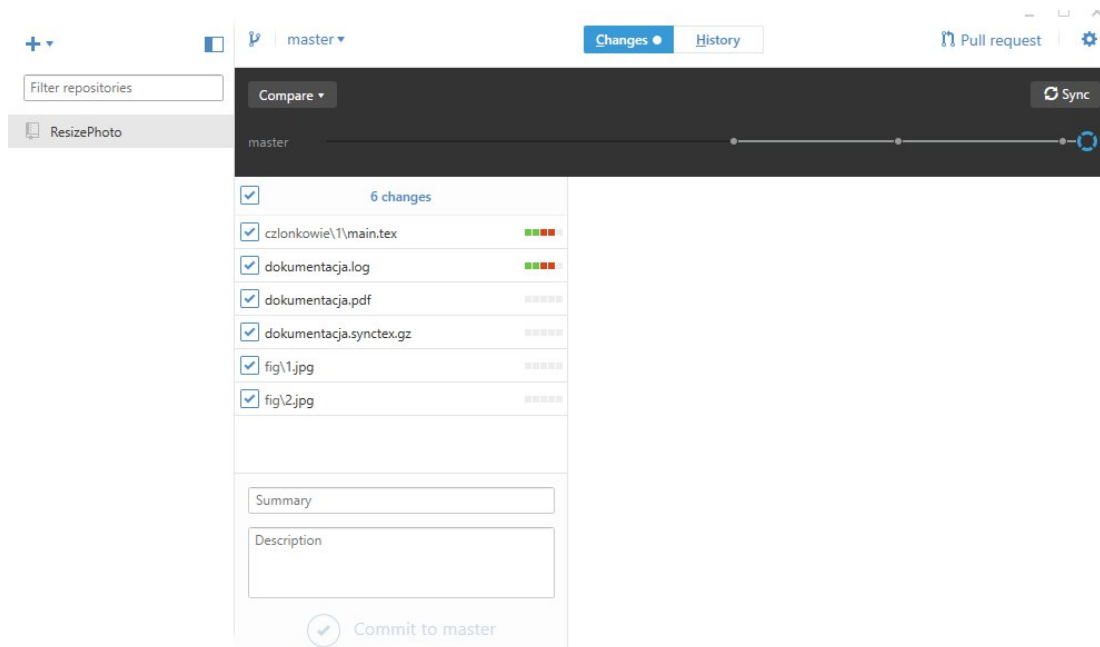 master
Changes
History
Pull request
Filter repositories
ResizePhoto
Compare
Sync
master
6 changes
czlonkowie\1\main.tex
dokumentacja.log
dokumentacja.pdf
dokumentacja.synctex.gz
fig\1.jpg
fig\2.jpg
Summary
Description
Commit to master